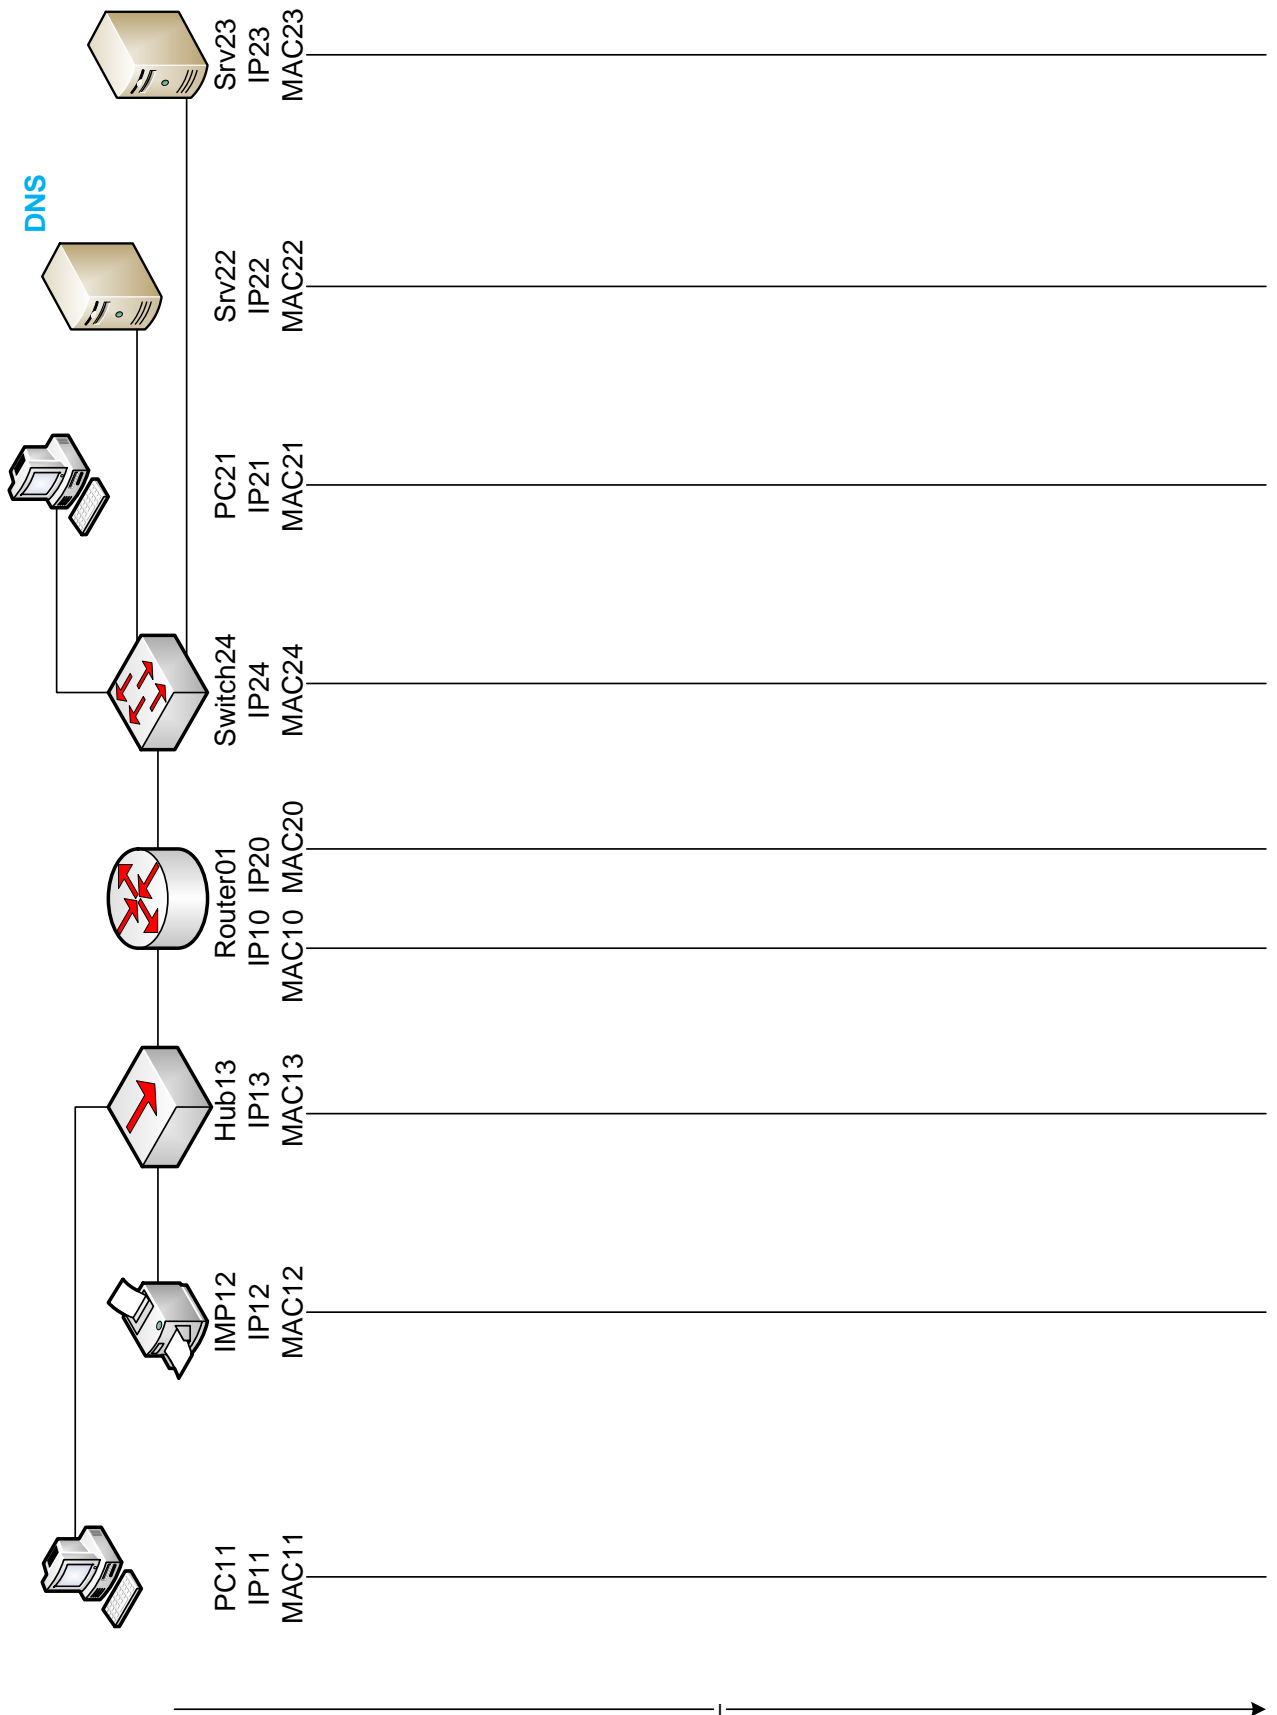 DNS
PC11
IP11
MAC11
IMP12
IP12
MAC12
Hub13
IP13
MAC13
Router01
IP10 IP20
MAC10 MAC20
Switch24
IP24
MAC24
PC21
IP21
MAC21
Srv22
IP22
MAC22
Srv23
IP23
MAC23